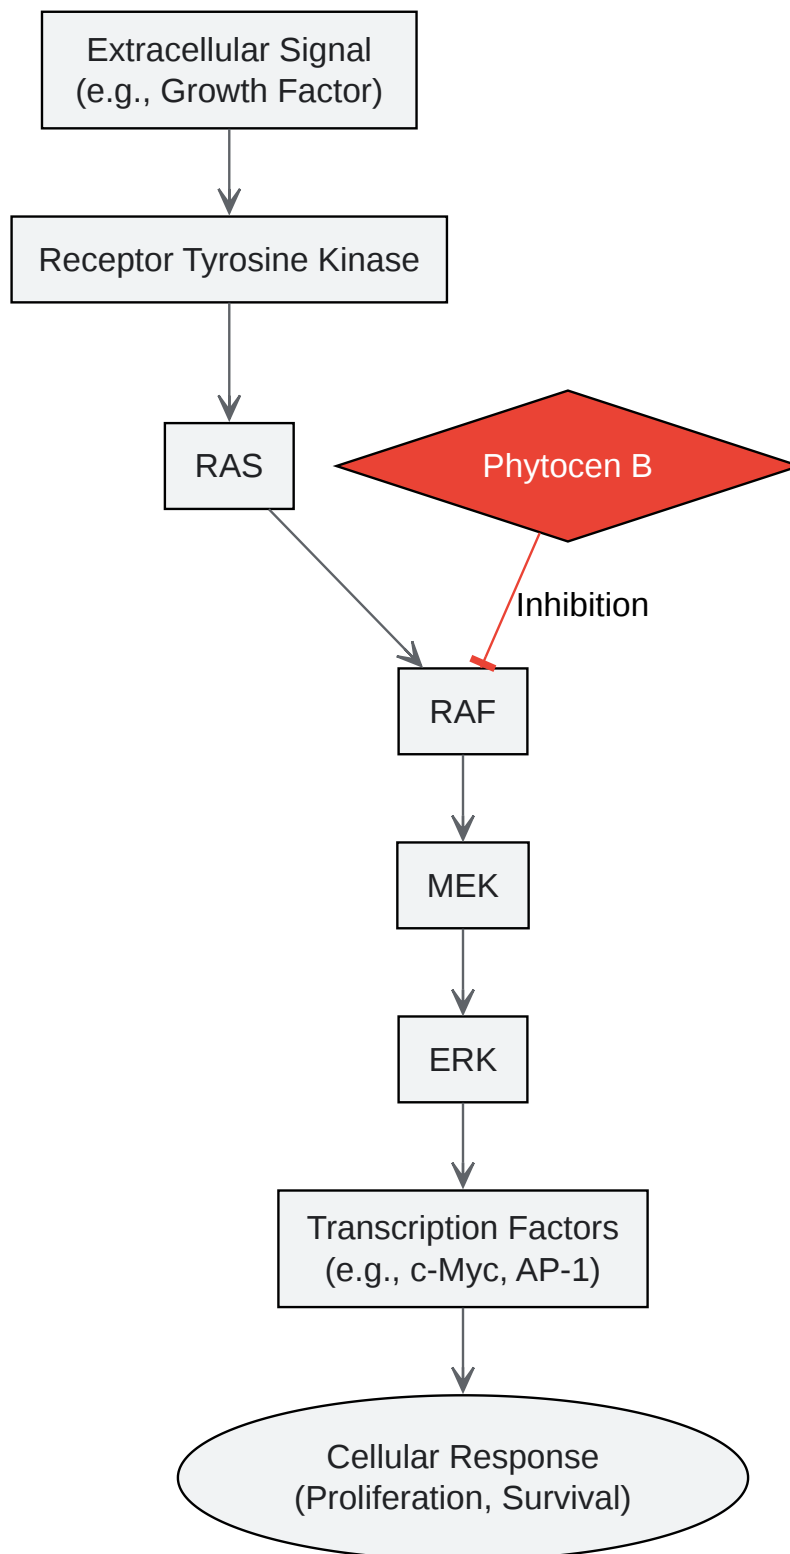 Extracellular Signal
(e.g., Growth Factor)
Receptor Tyrosine Kinase
RAS
Phytocen B
Inhibition
RAF
MEK
ERK
Transcription Factors
(e.g., c-Myc, AP-1)
Cellular Response
(Proliferation, Survival)